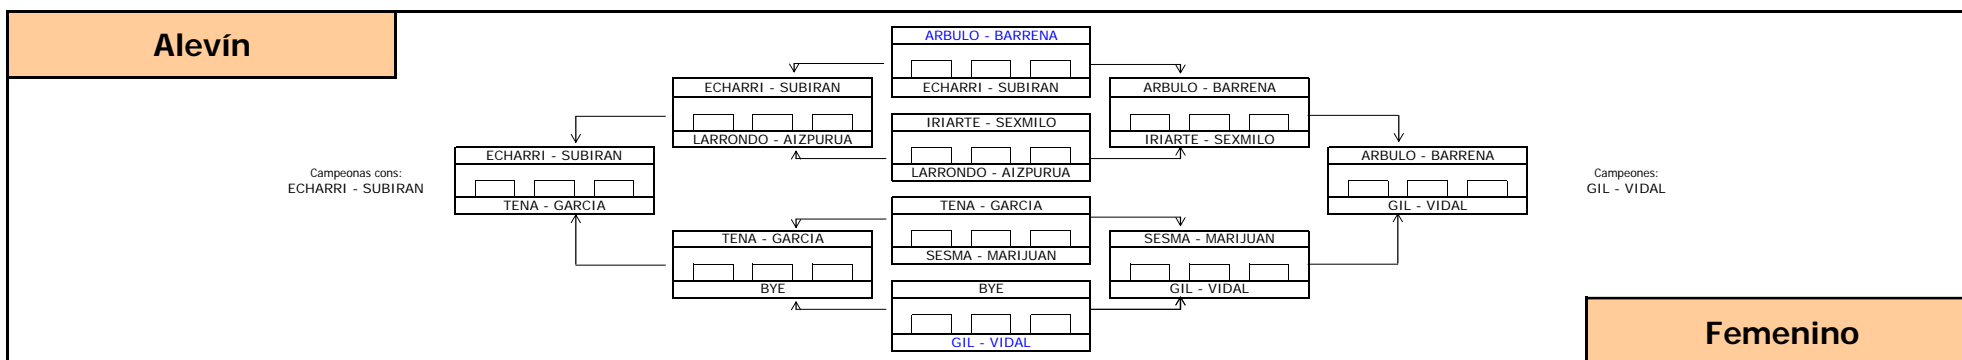 Alevín
ARBULO - BARRENA
ECHARRI - SUBIRAN
ECHARRI - SUBIRAN
ARBULO - BARRENA
IRIARTE - SEXMILO
LARRONDO - AIZPURUA
IRIARTE - SEXMILO
ECHARRI - SUBIRAN
ARBULO - BARRENA
Campeonas cons:
ECHARRI - SUBIRAN
LARRONDO - AIZPURUA
Campeones:
GIL - VIDAL
TENA - GARCIA
TENA - GARCIA
GIL - VIDAL
TENA - GARCIA
SESMA - MARIJUAN
SESMA - MARIJUAN
BYE
BYE
GIL - VIDAL
GIL - VIDAL
Femenino